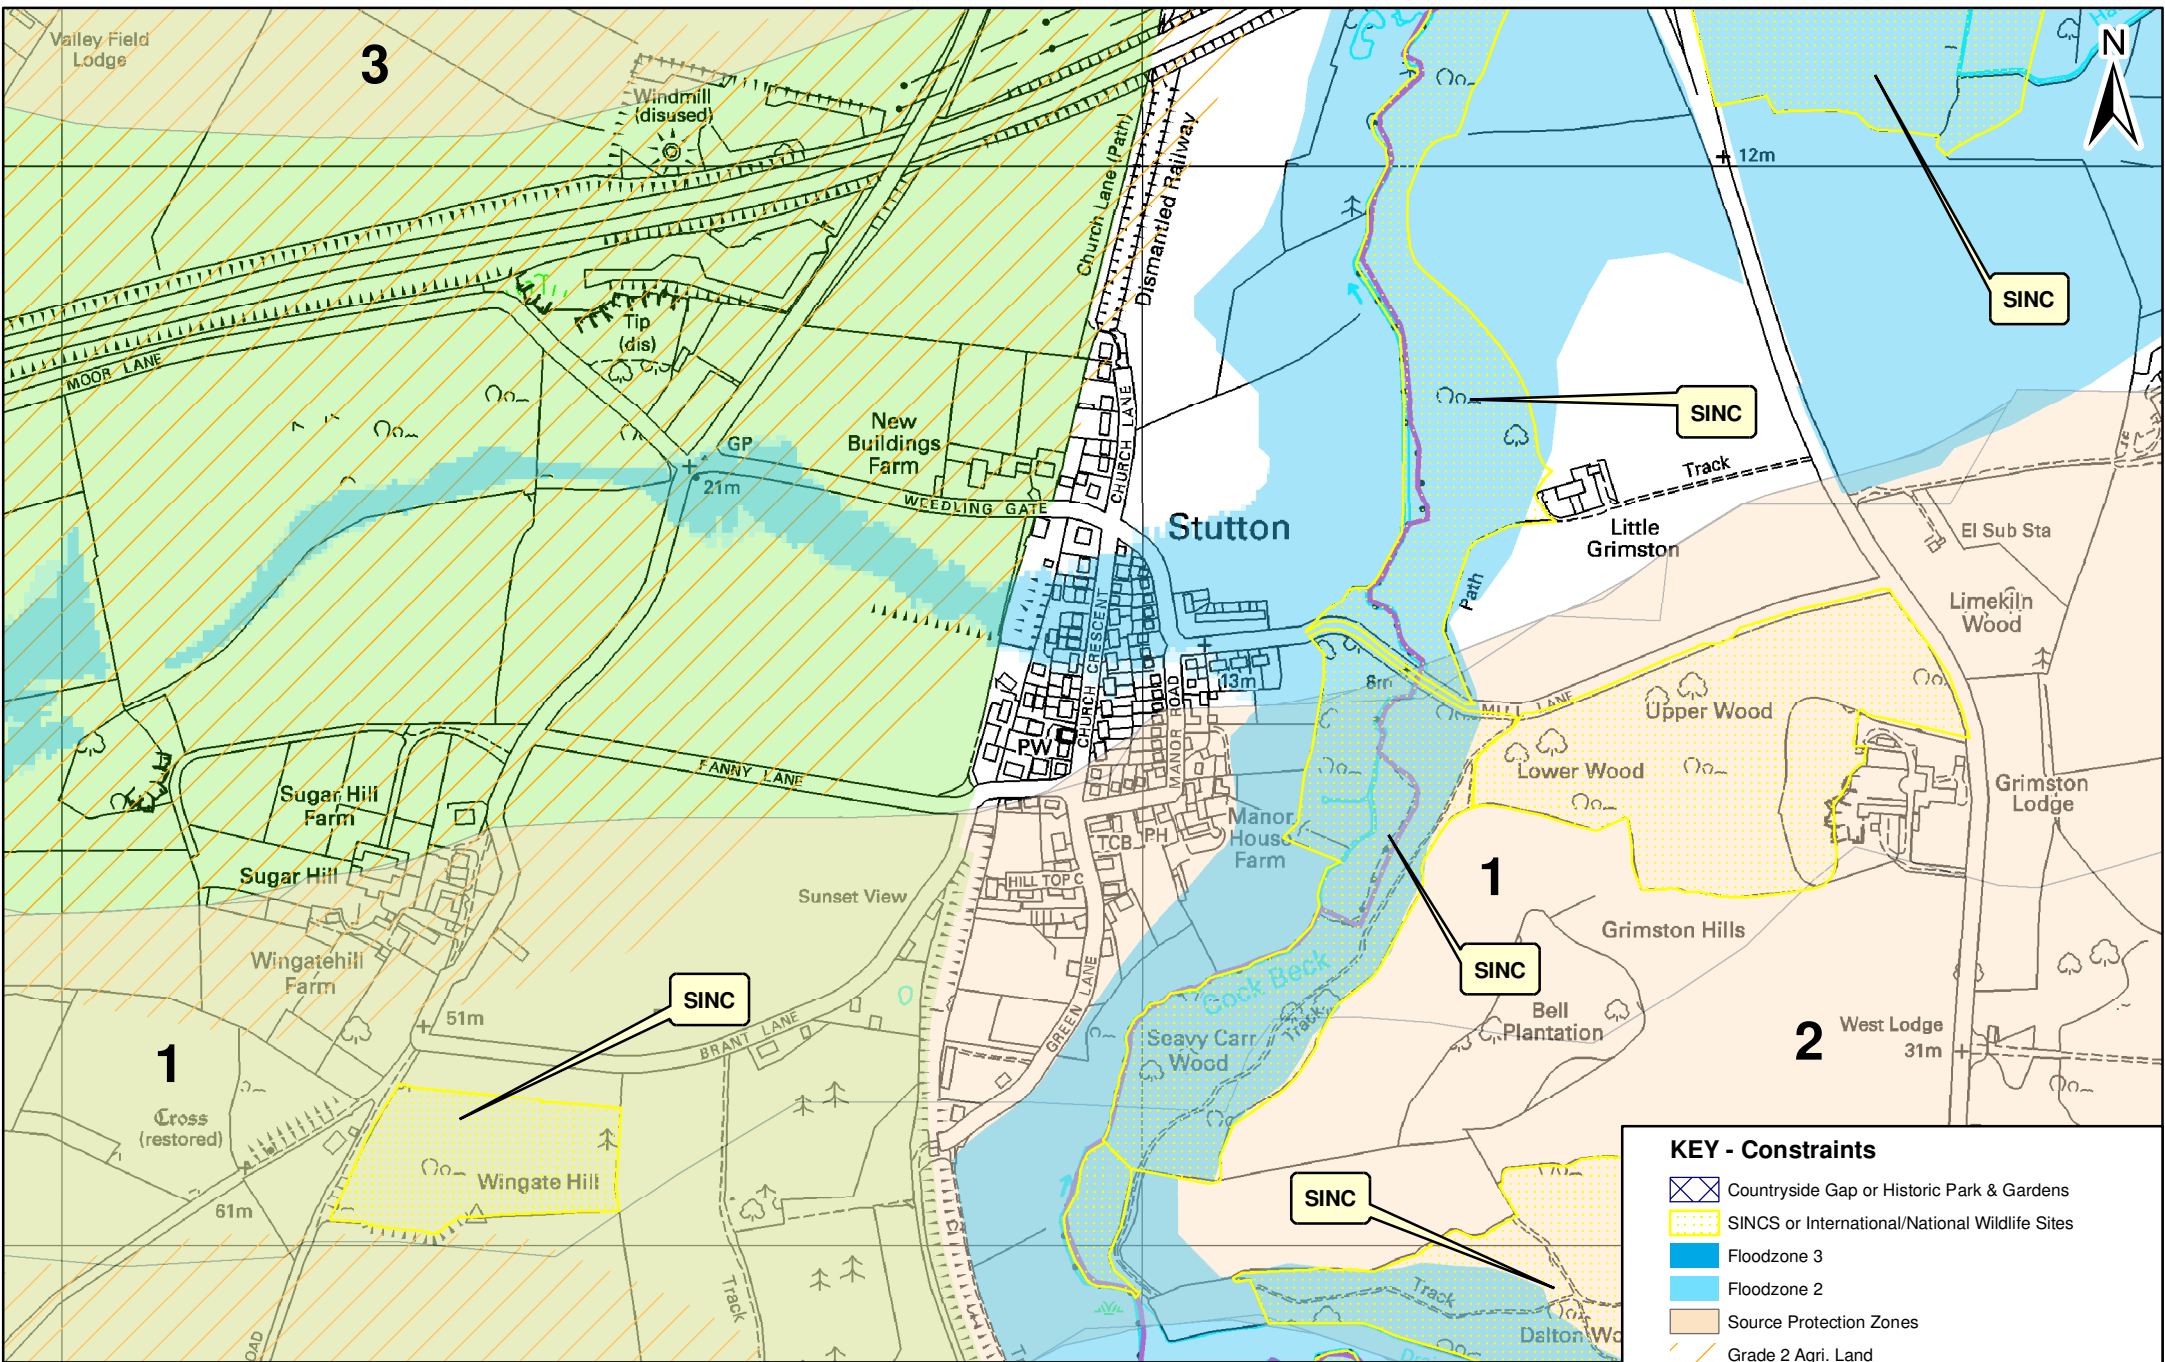 Valley Field
Lodge
3
Windmill
(disused)
N
12m
Church Lane (Path)
Dismantled Railway
SINC
Tip
(dis)
MOOR LANE
SINC
New
Buildings
Farm
GP
21m
CHURCH LANE
WEEDLING GATE
Track
Stutton
Little
Grimston
El Sub Sta
Path
Limekiln
Wood
CHURCH CRESCENT
MANOR ROAD
13m
8m
MILL LANE
Upper Wood
PW
FANNY LANE
Lower Wood
Sugar Hill
Farm
Grimston
Lodge
Manor
House
Farm
TCB
PH
Sugar Hill
HILL TOP C
Sunset View
1
Grimston Hills
Wingatehill
Farm
SINC
Cock Beck
SINC
Bell
Plantation
51m
BRANT LANE
GREEN LANE
Seavy Carr
Wood
Track
2
West Lodge
31m
1
Cross
(restored)
Wingate Hill
61m
SINC
Track
Track
Dalton Wo
Drain
OAD
KEY - Constraints
Countryside Gap or Historic Park & Gardens
SINCS or International/National Wildlife Sites
Floodzone 3
Floodzone 2
Source Protection Zones
Grade 2 Agri. Land